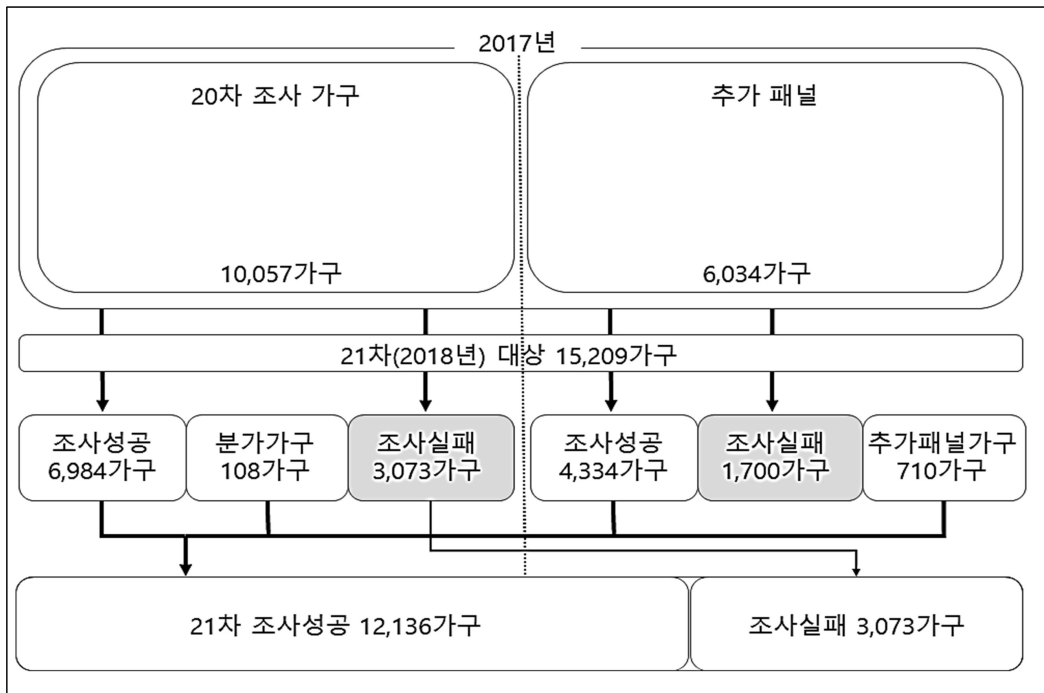 2017년
20차 조사 가구
추가 패널
10,057가구
6,034가구
21차(2018년) 대상 15,209가구
조사성공
6,984가구
분가가구
108가구
조사실패
3,073가구
조사성공
4,334가구
조사실패
1,700가구
추가패널가구
710가구
21차 조사성공 12,136가구
조사실패 3,073가구